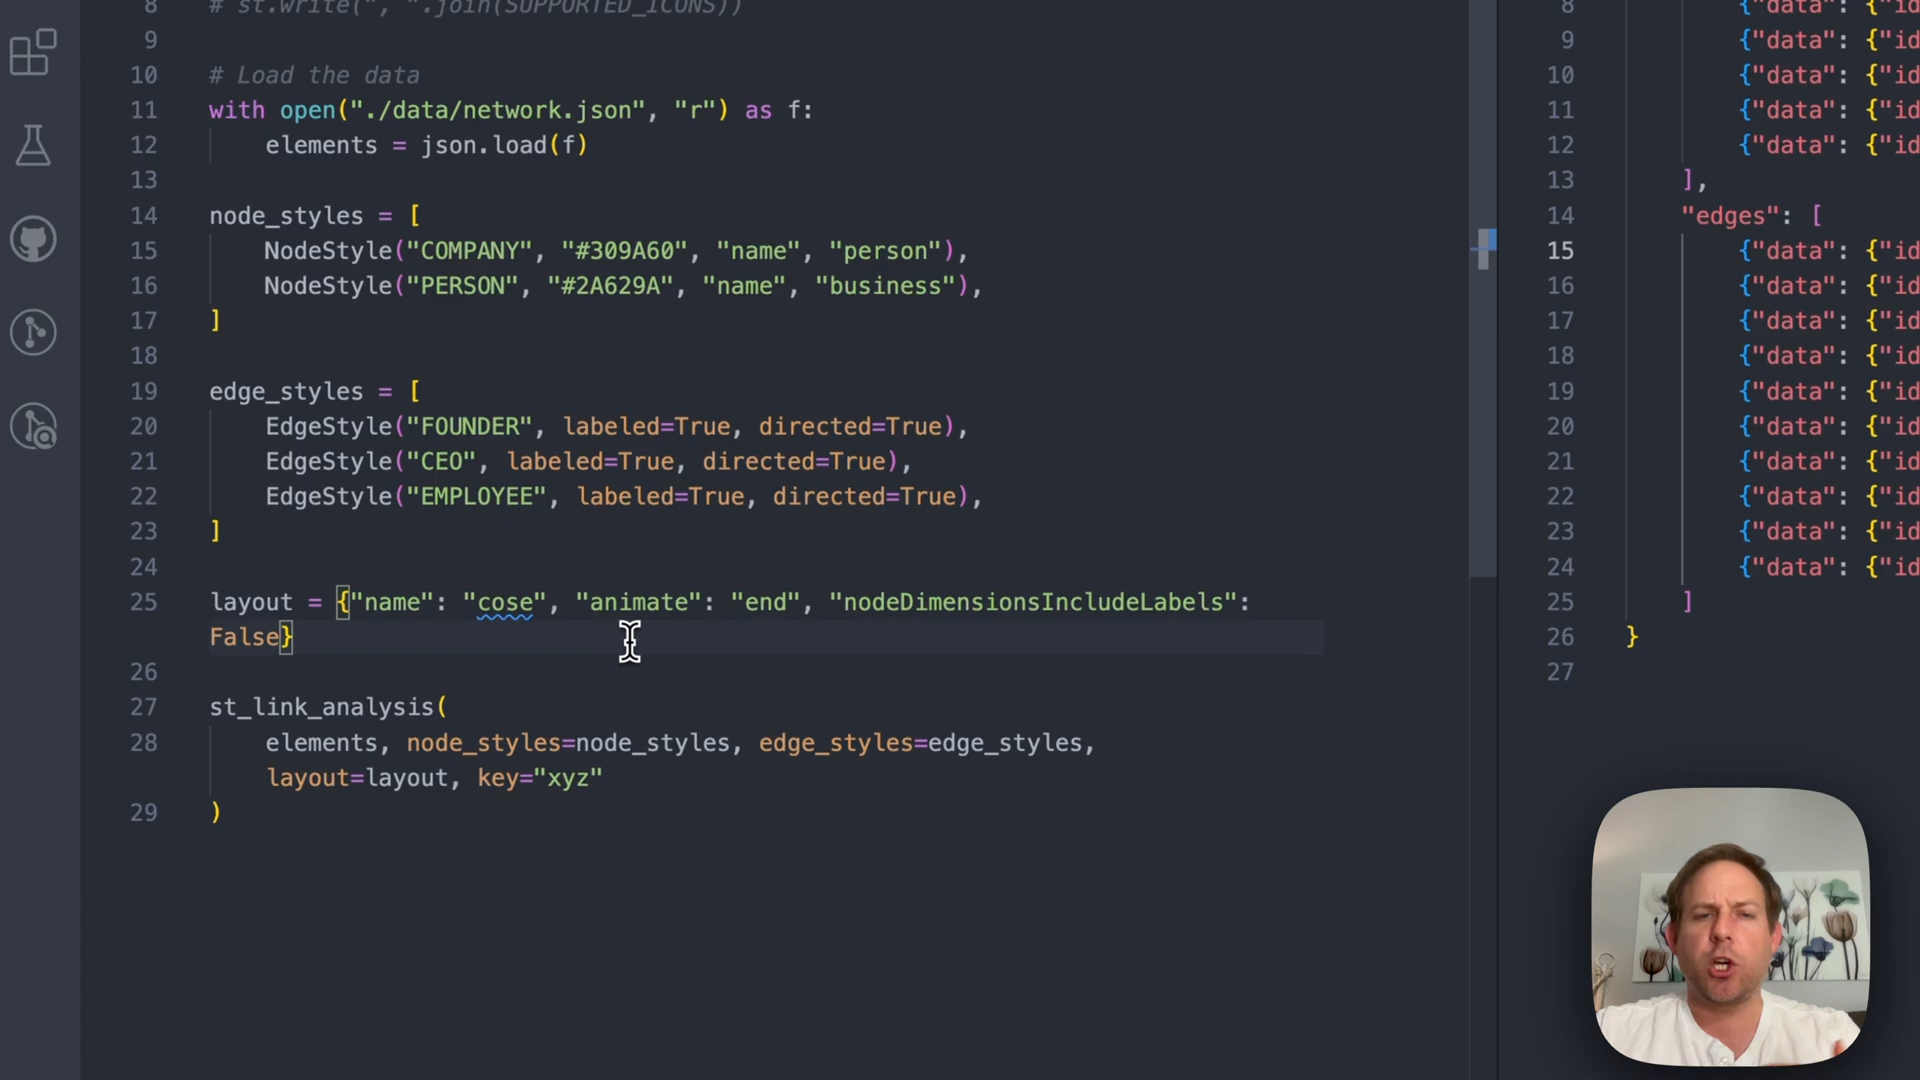 8 # st.write(", ".join(SUPPORTED_ICONS))
9
10 # Load the data
11 with open("./data/network.json", "r") as f:
12 elements = json.load(f)
13
14 node_styles = [
15 NodeStyle("COMPANY", "#309A60", "name", "person"),
16 NodeStyle("PERSON", "#2A629A", "name", "business"),
17 ]
18
19 edge_styles = [
20 EdgeStyle("FOUNDER", labeled=True, directed=True),
21 EdgeStyle("CEO", labeled=True, directed=True),
22 EdgeStyle("EMPLOYEE", labeled=True, directed=True),
23 ]
24
25 layout = {"name": "cose", "animate": "end", "nodeDimensionsIncludeLabels":
False}
26
27 st_link_analysis(
28 elements, node_styles=node_styles, edge_styles=edge_styles,
layout=layout, key="xyz"
29 )
8 {"data": {"id
9 {"data": {"id
10 {"data": {"id
11 {"data": {"id
12 {"data": {"id
13 ],
14 "edges": [
15 {"data": {"id
16 {"data": {"id
17 {"data": {"id
18 {"data": {"id
19 {"data": {"id
20 {"data": {"id
21 {"data": {"id
22 {"data": {"id
23 {"data": {"id
24 {"data": {"id
25 ]
26 }
27